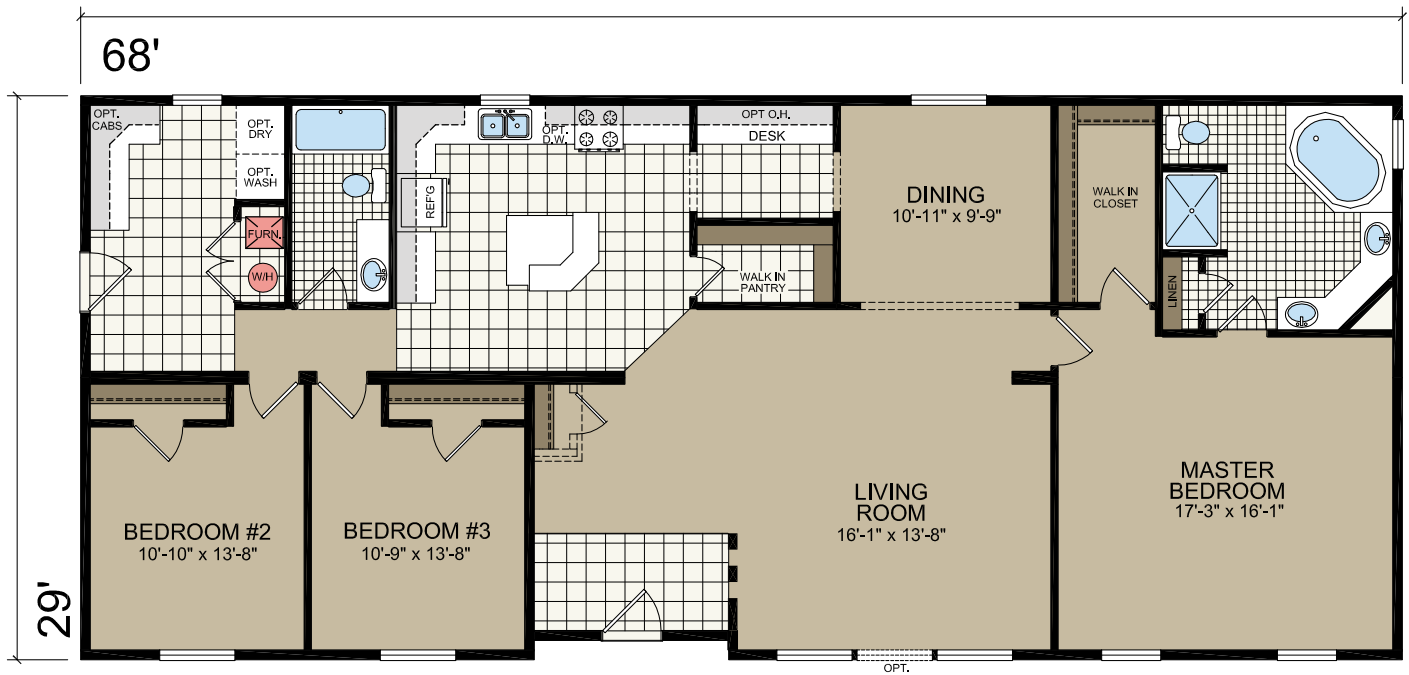 68'
29'
OPT.
CABS.
OPT.
DRY
OPT.
WASH
FURN.
W/H
REF'G
OPT.
D.W.
OPT O.H.
DESK
WALK IN
PANTRY
DINING
10'-11" x 9'-9"
WALK IN
CLOSET
LINEN
BEDROOM #2
10'-10" x 13'-8"
BEDROOM #3
10'-9" x 13'-8"
LIVING
ROOM
16'-1" x 13'-8"
MASTER
BEDROOM
17'-3" x 16'-1"
OPT.